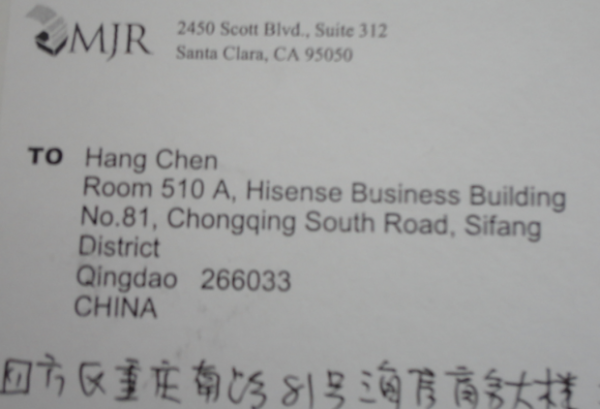 MJR
2450 Scott Blvd., Suite 312
Santa Clara, CA 95050
TO Hang Chen
Room 510 A, Hisense Business Building
No.81, Chongqing South Road, Sifang
District
Qingdao 266033
CHINA
四方区重庆南路81号海信商务大楼